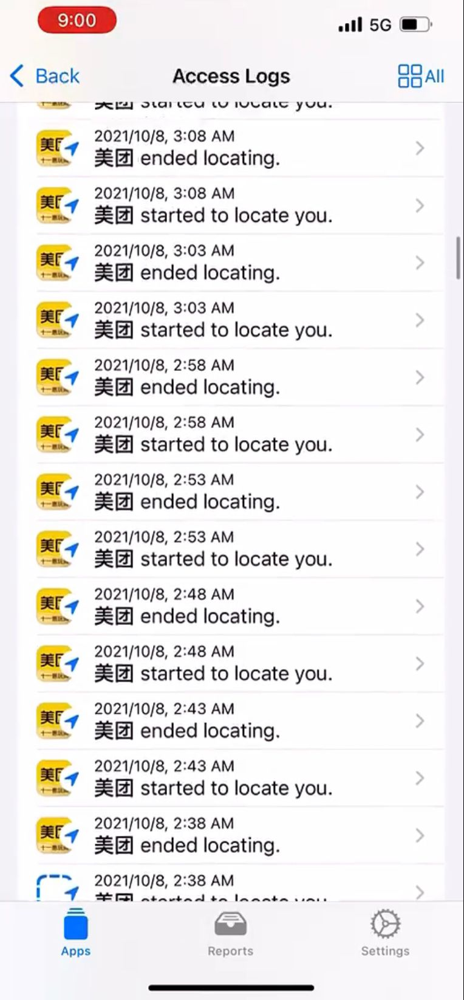 9:00
5G
Back
Access Logs
All
美团 started to locate you.
2021/10/8, 3:08 AM
美团 ended locating.
2021/10/8, 3:08 AM
美团 started to locate you.
2021/10/8, 3:03 AM
美团 ended locating.
2021/10/8, 3:03 AM
美团 started to locate you.
2021/10/8, 2:58 AM
美团 ended locating.
2021/10/8, 2:58 AM
美团 started to locate you.
2021/10/8, 2:53 AM
美团 ended locating.
2021/10/8, 2:53 AM
美团 started to locate you.
2021/10/8, 2:48 AM
美团 ended locating.
2021/10/8, 2:48 AM
美团 started to locate you.
2021/10/8, 2:43 AM
美团 ended locating.
2021/10/8, 2:43 AM
美团 started to locate you.
2021/10/8, 2:38 AM
美团 ended locating.
2021/10/8, 2:38 AM
美团 started to locate you.
Apps
Reports
Settings